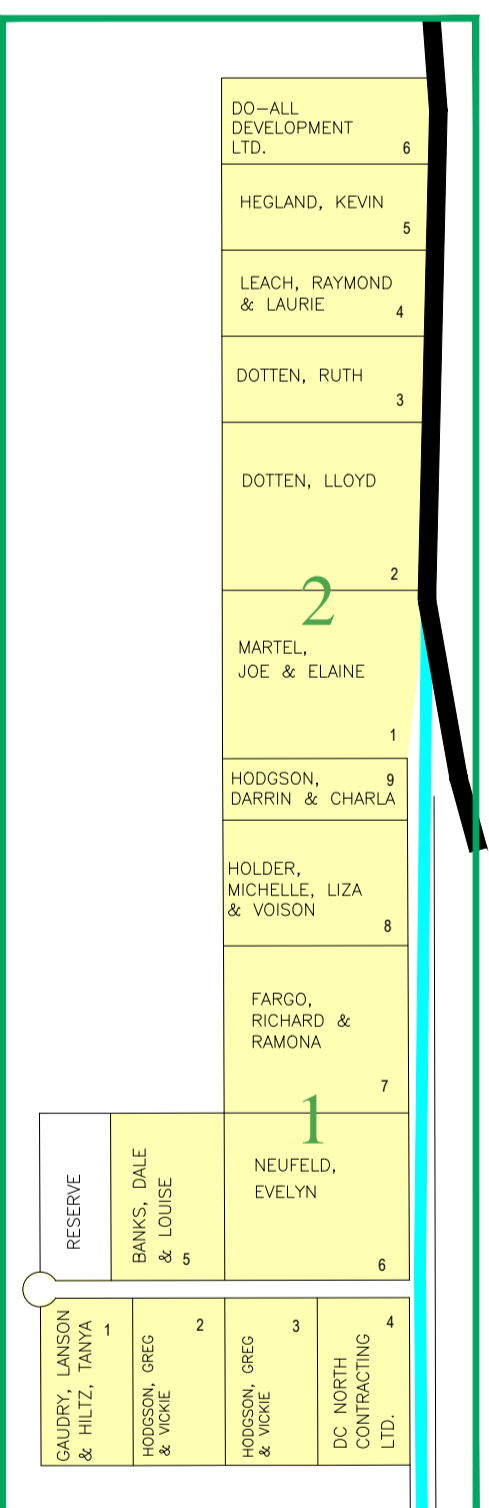 DO-ALL
DEVELOPMENT
LTD.
6
HEGLAND, KEVIN
5
LEACH, RAYMOND
& LAURIE
4
DOTTEN, RUTH
3
DOTTEN, LLOYD
2
2
MARTEL,
JOE & ELAINE
1
HODGSON,
DARRIN & CHARLA
9
HOLDER,
MICHELLE, LIZA
& VOISON
8
FARGO,
RICHARD &
RAMONA
7
1
RESERVE
BANKS, DALE
& LOUISE
5
NEUFELD,
EVELYN
6
GAUDRY, LANSON
& HILTZ, TANYA
1
HODGSON, GREG
& VICKIE
2
HODGSON, GREG
& VICKIE
3
DC NORTH
CONTRACTING
LTD.
4